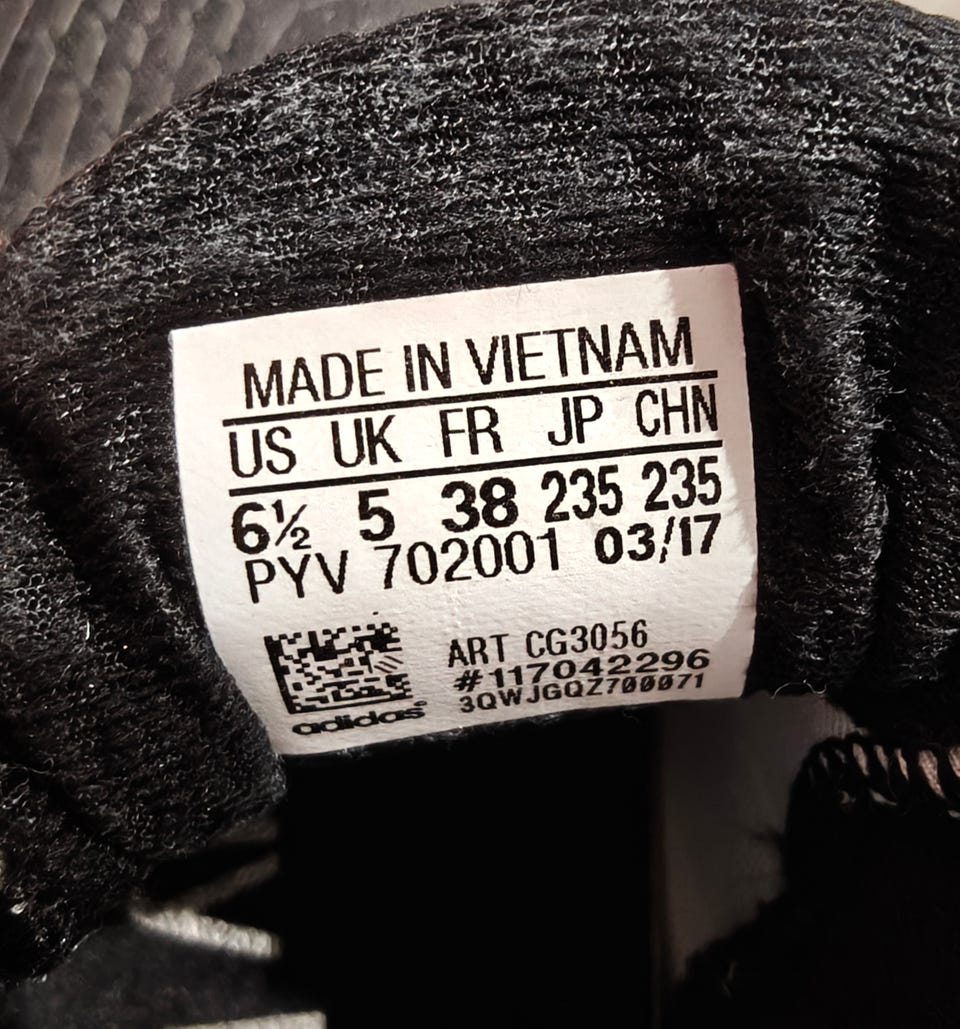 MADE IN VIETNAM
US UK FR JP CHN
6½ 5 38 235 235
PYV 702001 03/17
ART CG3056
#117042296
3QWJGQZ700071
adidas